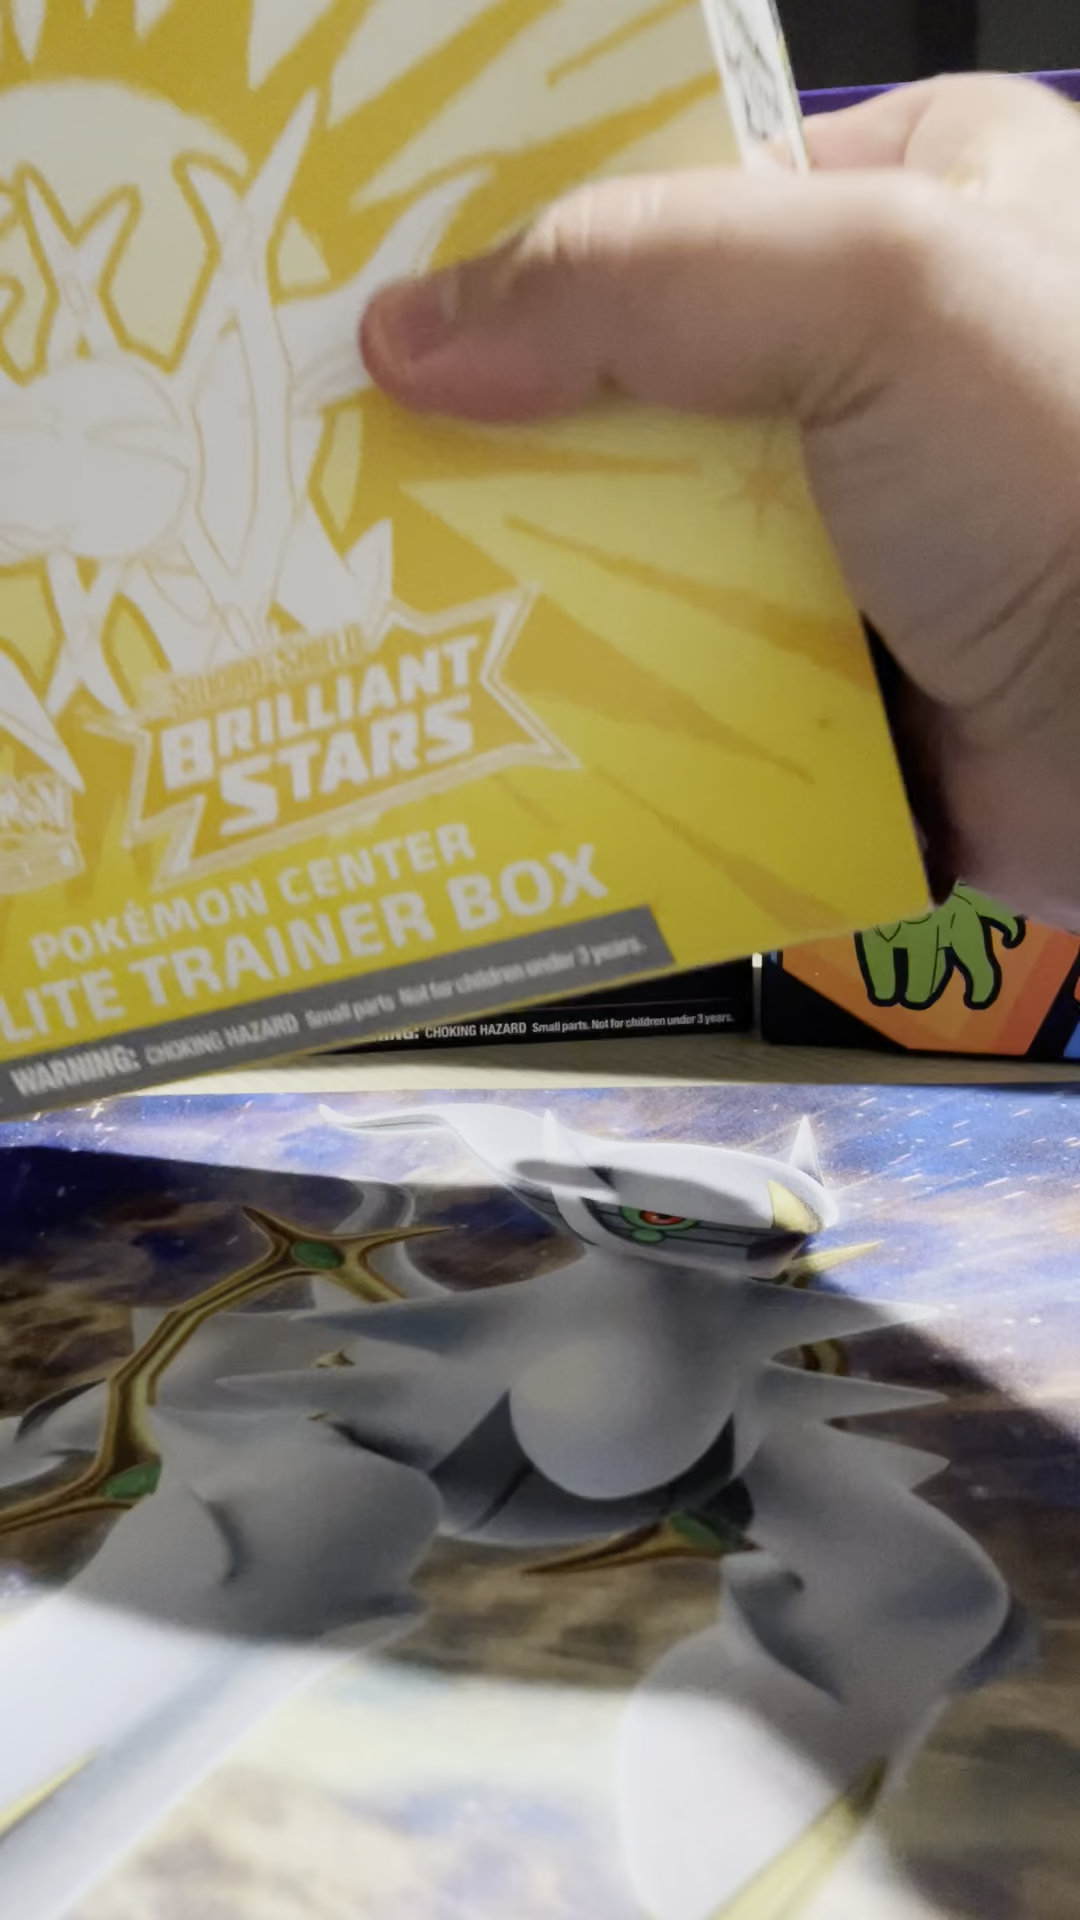 BRILLIANT
STARS
POKÉMON CENTER
LITE TRAINER BOX
WARNING: CHOKING HAZARD Small parts. Not for children under 3 years.
CHOKING HAZARD Small parts. Not for children under 3 years.